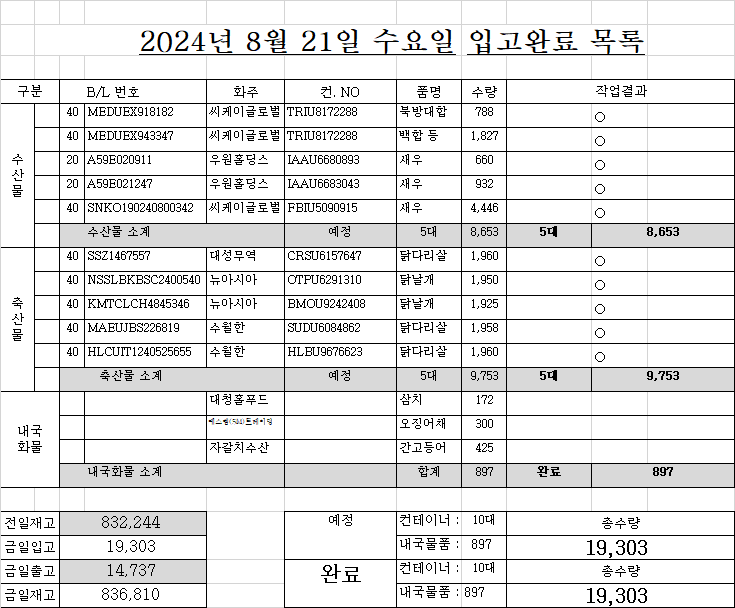 2024년 8월 21일 수요일 입고완료 목록
구분 B/L 번호 화주 컨. NO 품명 수량 작업결과
수산물
40 MEDUEX918182 씨케이글로벌 TRIU8172288 북방대합 788 ○
40 MEDUEX943347 씨케이글로벌 TRIU8172288 백합 등 1,827 ○
20 A59E020911 우원홀딩스 IAAU6680893 새우 660 ○
20 A59E021247 우원홀딩스 IAAU6683043 새우 932 ○
40 SNKO190240800342 씨케이글로벌 FBIU5090915 새우 4,446 ○
수산물 소계 예정 5대 8,653 5대 8,653
축산물
40 SSZ1467557 대성무역 CRSU6157647 닭다리살 1,960 ○
40 NSSLBKBSC2400540 뉴아시아 OTPU6291310 닭날개 1,950 ○
40 KMTCLCH4845346 뉴아시아 BMOU9242408 닭날개 1,925 ○
40 MAEUJBS226819 수월한 SUDU6084862 닭다리살 1,958 ○
40 HLCUIT1240525655 수월한 HLBU9676623 닭다리살 1,960 ○
축산물 소계 예정 5대 9,753 5대 9,753
내국화물
대청홀푸드 삼치 172
오징어채 300
자갈치수산 간고등어 425
내국화물 소계 합계 897 완료 897
전일재고 832,244 예정 컨테이너 : 10대 총수량
금일입고 19,303 내국물품 : 897 19,303
금일출고 14,737 완료 컨테이너 : 10대 총수량
금일재고 836,810 내국물품 : 897 19,303